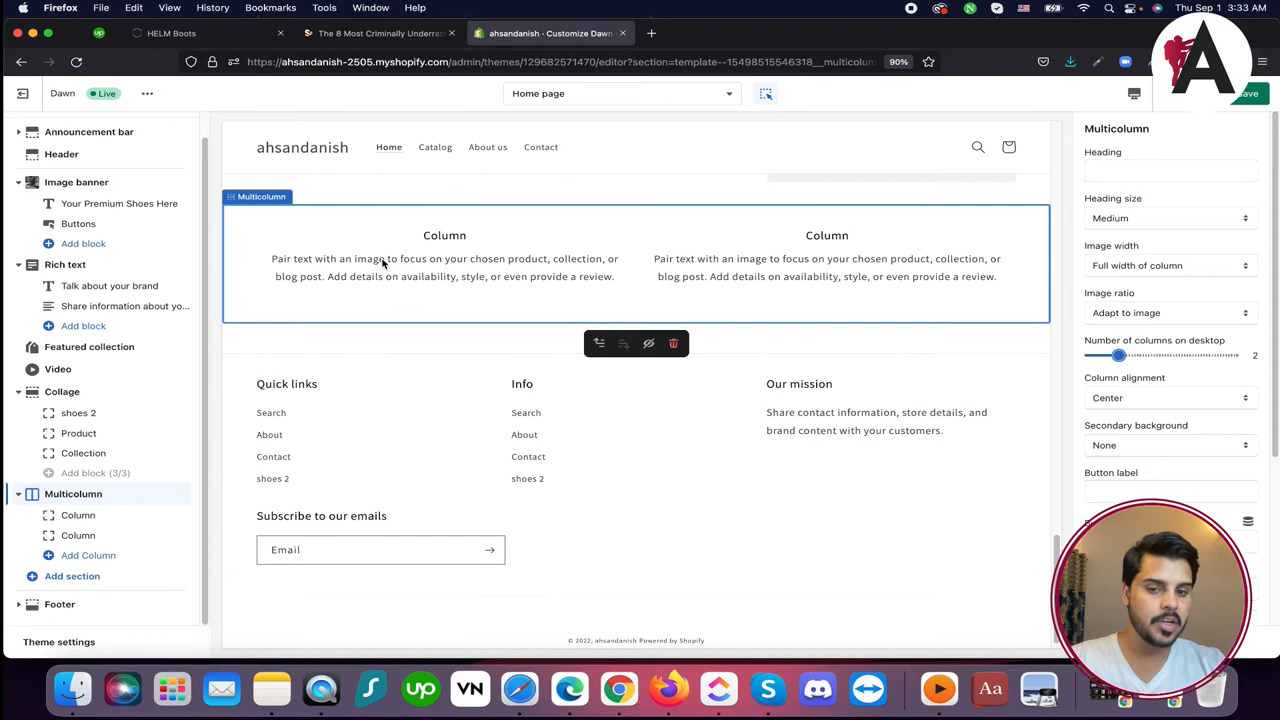 Firefox File Edit View History Bookmarks Tools Window Help Thu Sep 1 3:33 AM
HELM Boots
The 8 Most Criminally Underrat
ahsandanish · Customize Dawn
https://ahsandanish-2505.myshopify.com/admin/themes/129682571470/editor?section=template--15498515546318__multicolumn
90%
A
Dawn
Live
Home page
Save
Announcement bar
Header
Image banner
Your Premium Shoes Here
Buttons
Add block
Rich text
Talk about your brand
Share information about yo...
Add block
Featured collection
Video
Collage
shoes 2
Product
Collection
Add block (3/3)
Multicolumn
Column
Column
Add Column
Add section
Footer
Theme settings
ahsandanish
Home Catalog About us Contact
Multicolumn
Column
Pair text with an image to focus on your chosen product, collection, or
blog post. Add details on availability, style, or even provide a review.
Column
Pair text with an image to focus on your chosen product, collection, or
blog post. Add details on availability, style, or even provide a review.
Quick links
Search
About
Contact
shoes 2
Info
Search
About
Contact
shoes 2
Our mission
Share contact information, store details, and
brand content with your customers.
Subscribe to our emails
Email
© 2022, ahsandanish Powered by Shopify
Multicolumn
Heading
Heading size
Medium
Image width
Full width of column
Image ratio
Adapt to image
Number of columns on desktop
2
Column alignment
Center
Secondary background
None
Button label
up
VN
Aa